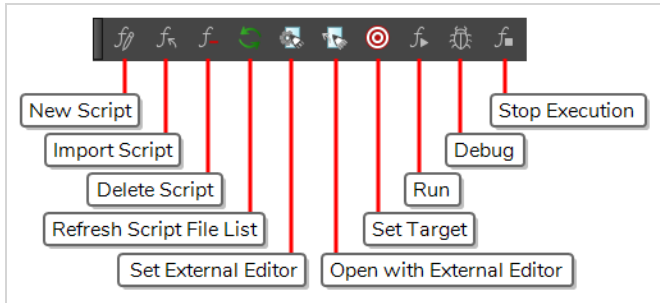 New Script
Stop Execution
Import Script
Debug
Delete Script
Run
Refresh Script File List
Set Target
Set External Editor
Open with External Editor